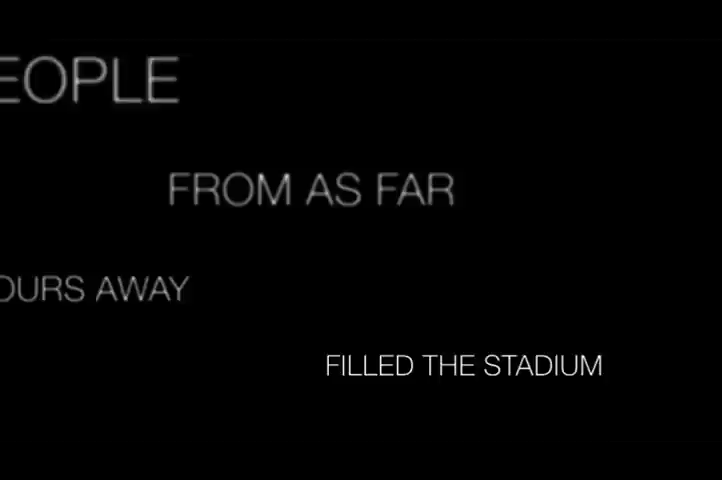 EOPLE
FROM AS FAR
OURS AWAY
FILLED THE STADIUM